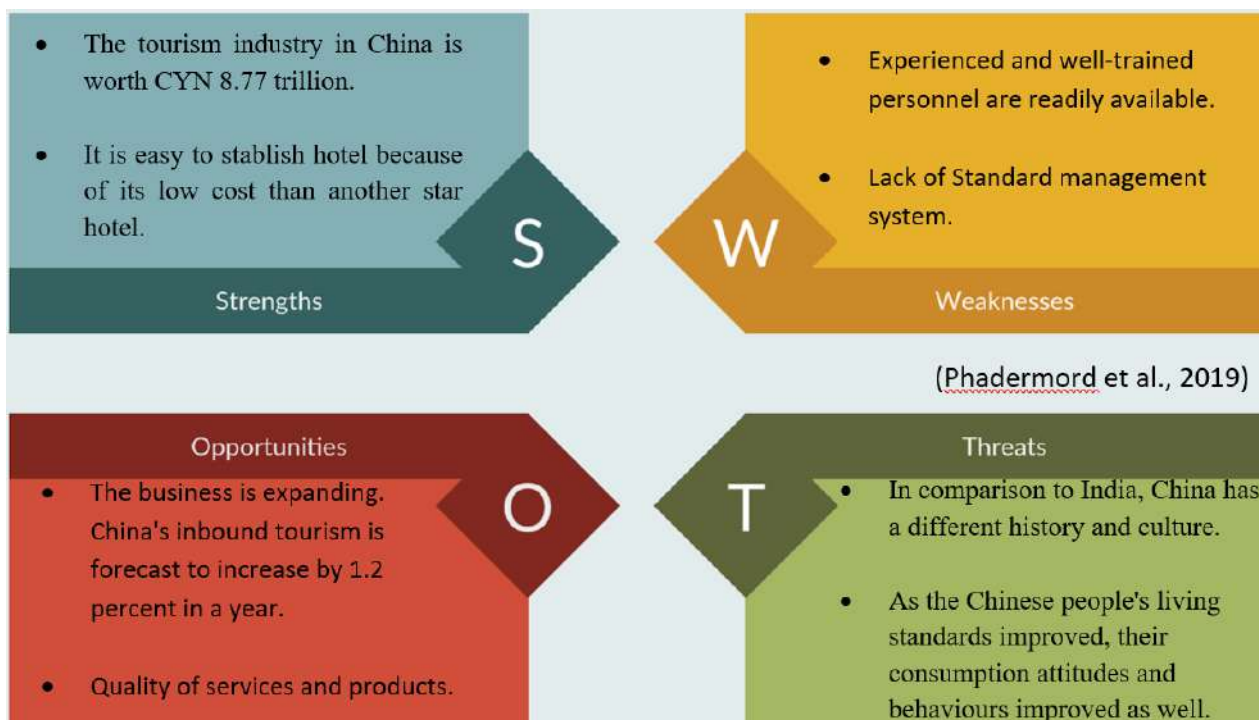 • The tourism industry in China is
worth CYN 8.77 trillion.
• It is easy to stablish hotel because
of its low cost than another star
hotel.
S
Strengths
• Experienced and well-trained
personnel are readily available.
• Lack of Standard management
system.
W
Weaknesses
(Phadermord et al., 2019)
Opportunities
• The business is expanding.
China's inbound tourism is
forecast to increase by 1.2
percent in a year.
• Quality of services and products.
O
Threats
T
• In comparison to India, China has
a different history and culture.
• As the Chinese people's living
standards improved, their
consumption attitudes and
behaviours improved as well.